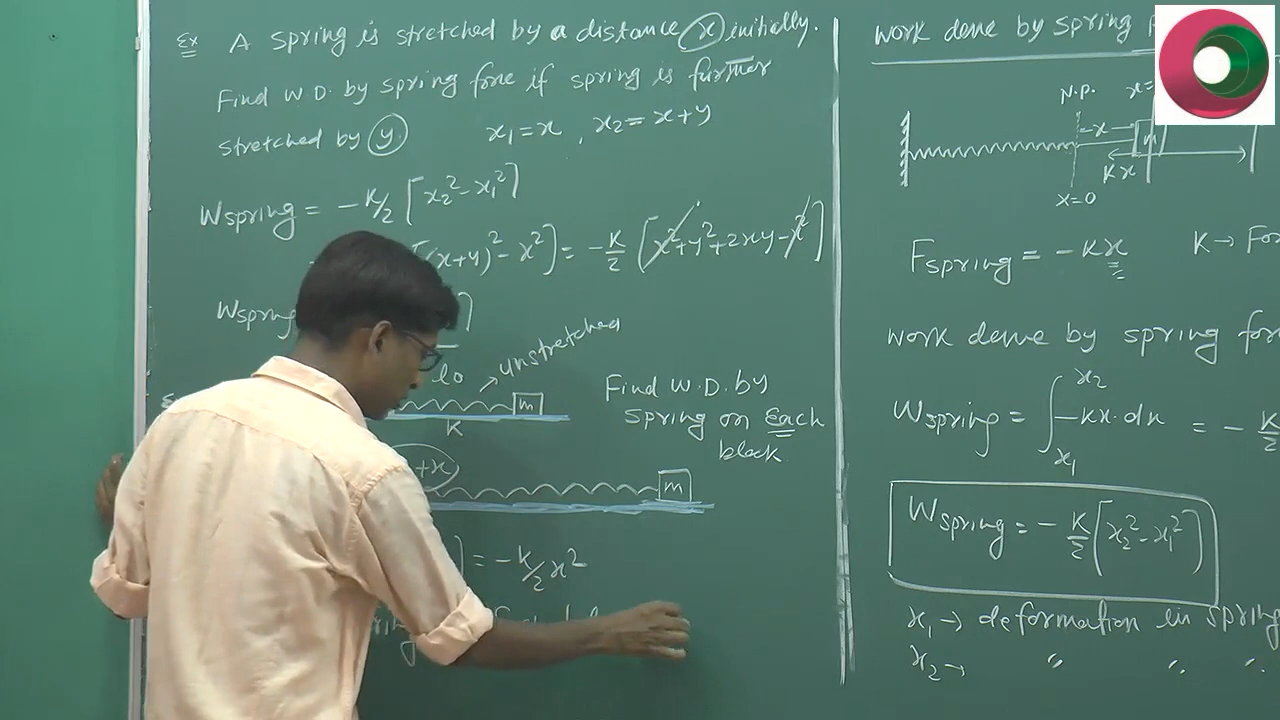 Ex A spring is stretched by a distance x initially.
Find W.D. by spring force if spring is further
stretched by y. x₁ = x , x₂ = x+y
Wspring = -K/2 [x₂² - x₁²]
[(x+y)² - x²] = -K/2 [x²+y²+2xy-x²]
Wspring ]
l₀ → unstretched
m
K
Find W.D. by
spring on Each
block
+x
m
] = -K/2 x²
work done by spring
N.P. x=
-x m
Kx
x=0
Fspring = -Kx K → For
work done by spring for
Wspring = ∫ₓ₁ˣ² -Kx·dx = -K/2
Wspring = -K/2 [x₂² - x₁²]
x₁ → deformation in spring
x₂ → " " "